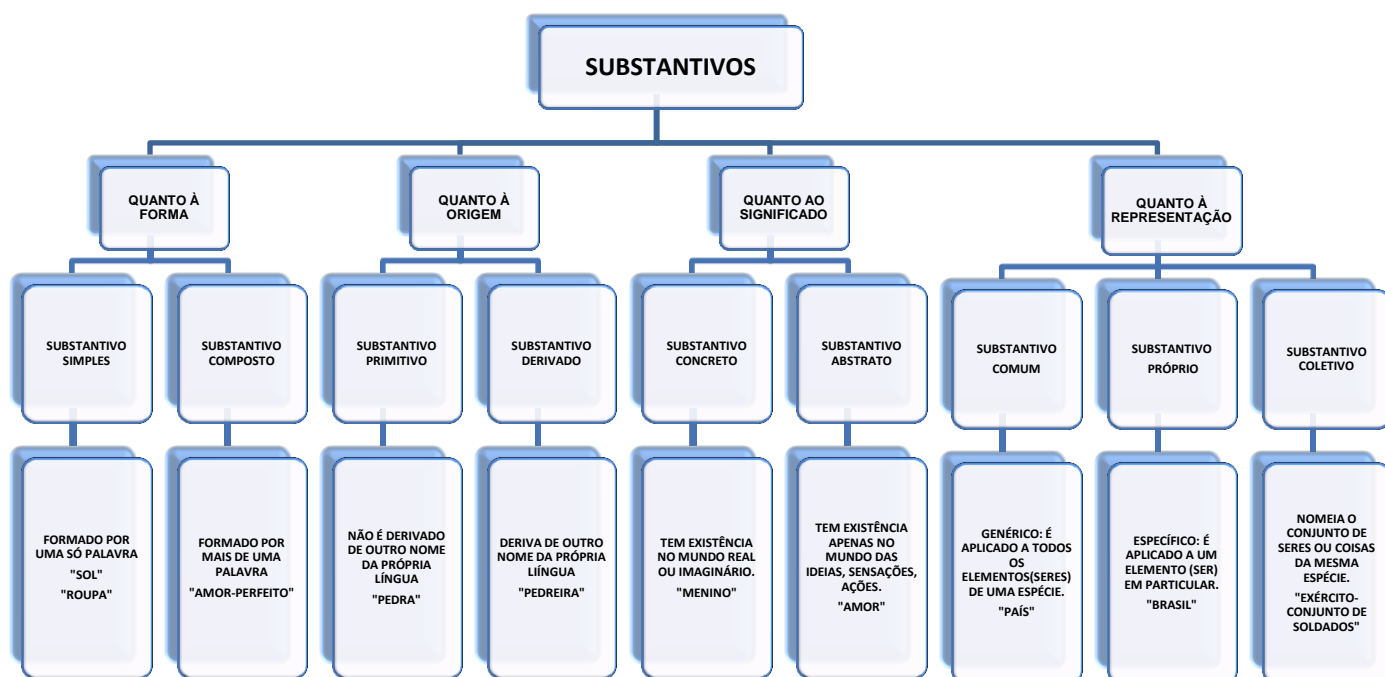 SUBSTANTIVOS
QUANTO À
FORMA
QUANTO À
ORIGEM
QUANTO AO
SIGNIFICADO
QUANTO À
REPRESENTAÇÃO
SUBSTANTIVO
SIMPLES
SUBSTANTIVO
COMPOSTO
SUBSTANTIVO
PRIMITIVO
SUBSTANTIVO
DERIVADO
SUBSTANTIVO
CONCRETO
SUBSTANTIVO
ABSTRATO
SUBSTANTIVO
COMUM
SUBSTANTIVO
PRÓPRIO
SUBSTANTIVO
COLETIVO
FORMADO POR
UMA SÓ PALAVRA
"SOL"
"ROUPA"
FORMADO POR
MAIS DE UMA
PALAVRA
"AMOR-PERFEITO"
NÃO É DERIVADO
DE OUTRO NOME
DA PRÓPRIA
LÍNGUA
"PEDRA"
DERIVA DE OUTRO
NOME DA PRÓPRIA
LIÍNGUA
"PEDREIRA"
TEM EXISTÊNCIA
NO MUNDO REAL
OU IMAGINÁRIO.
"MENINO"
TEM EXISTÊNCIA
APENAS NO
MUNDO DAS
IDEIAS, SENSAÇÕES,
AÇÕES.
"AMOR"
GENÉRICO: É
APLICADO A TODOS
OS
ELEMENTOS(SERES)
DE UMA ESPÉCIE.
"PAÍS"
ESPECÍFICO: É
APLICADO A UM
ELEMENTO (SER)
EM PARTICULAR.
"BRASIL"
NOMEIA O
CONJUNTO DE
SERES OU COISAS
DA MESMA
ESPÉCIE.
"EXÉRCITO-
CONJUNTO DE
SOLDADOS"